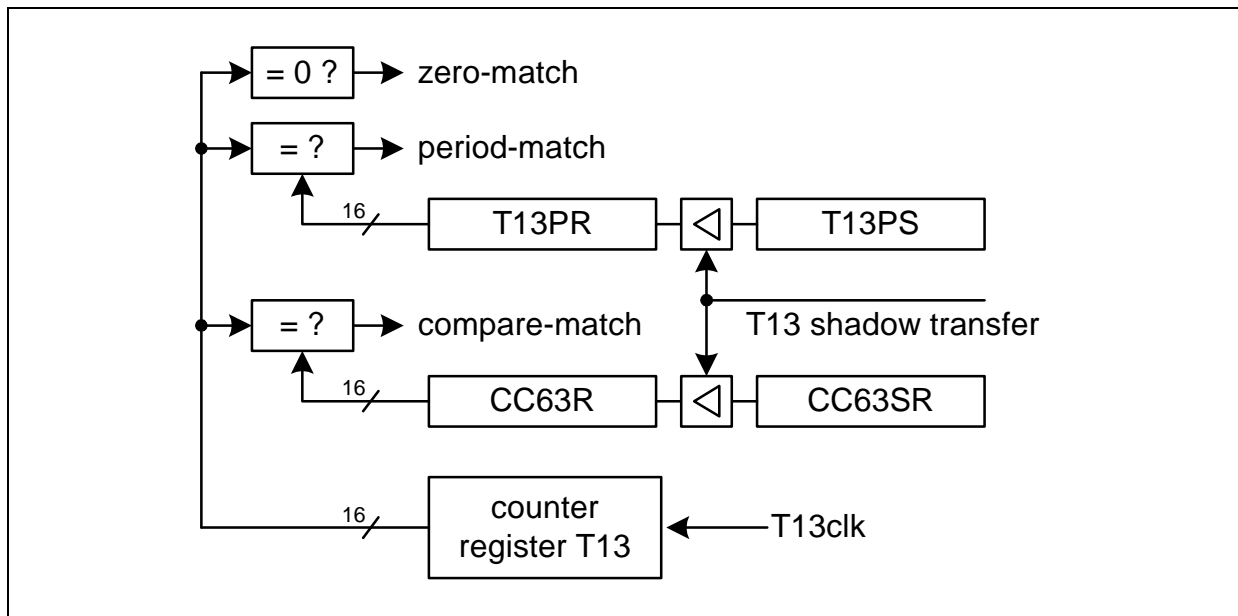 = 0 ?
zero-match
= ?
period-match
16
T13PR
T13PS
= ?
compare-match
T13 shadow transfer
16
CC63R
CC63SR
16
counter
register T13
T13clk